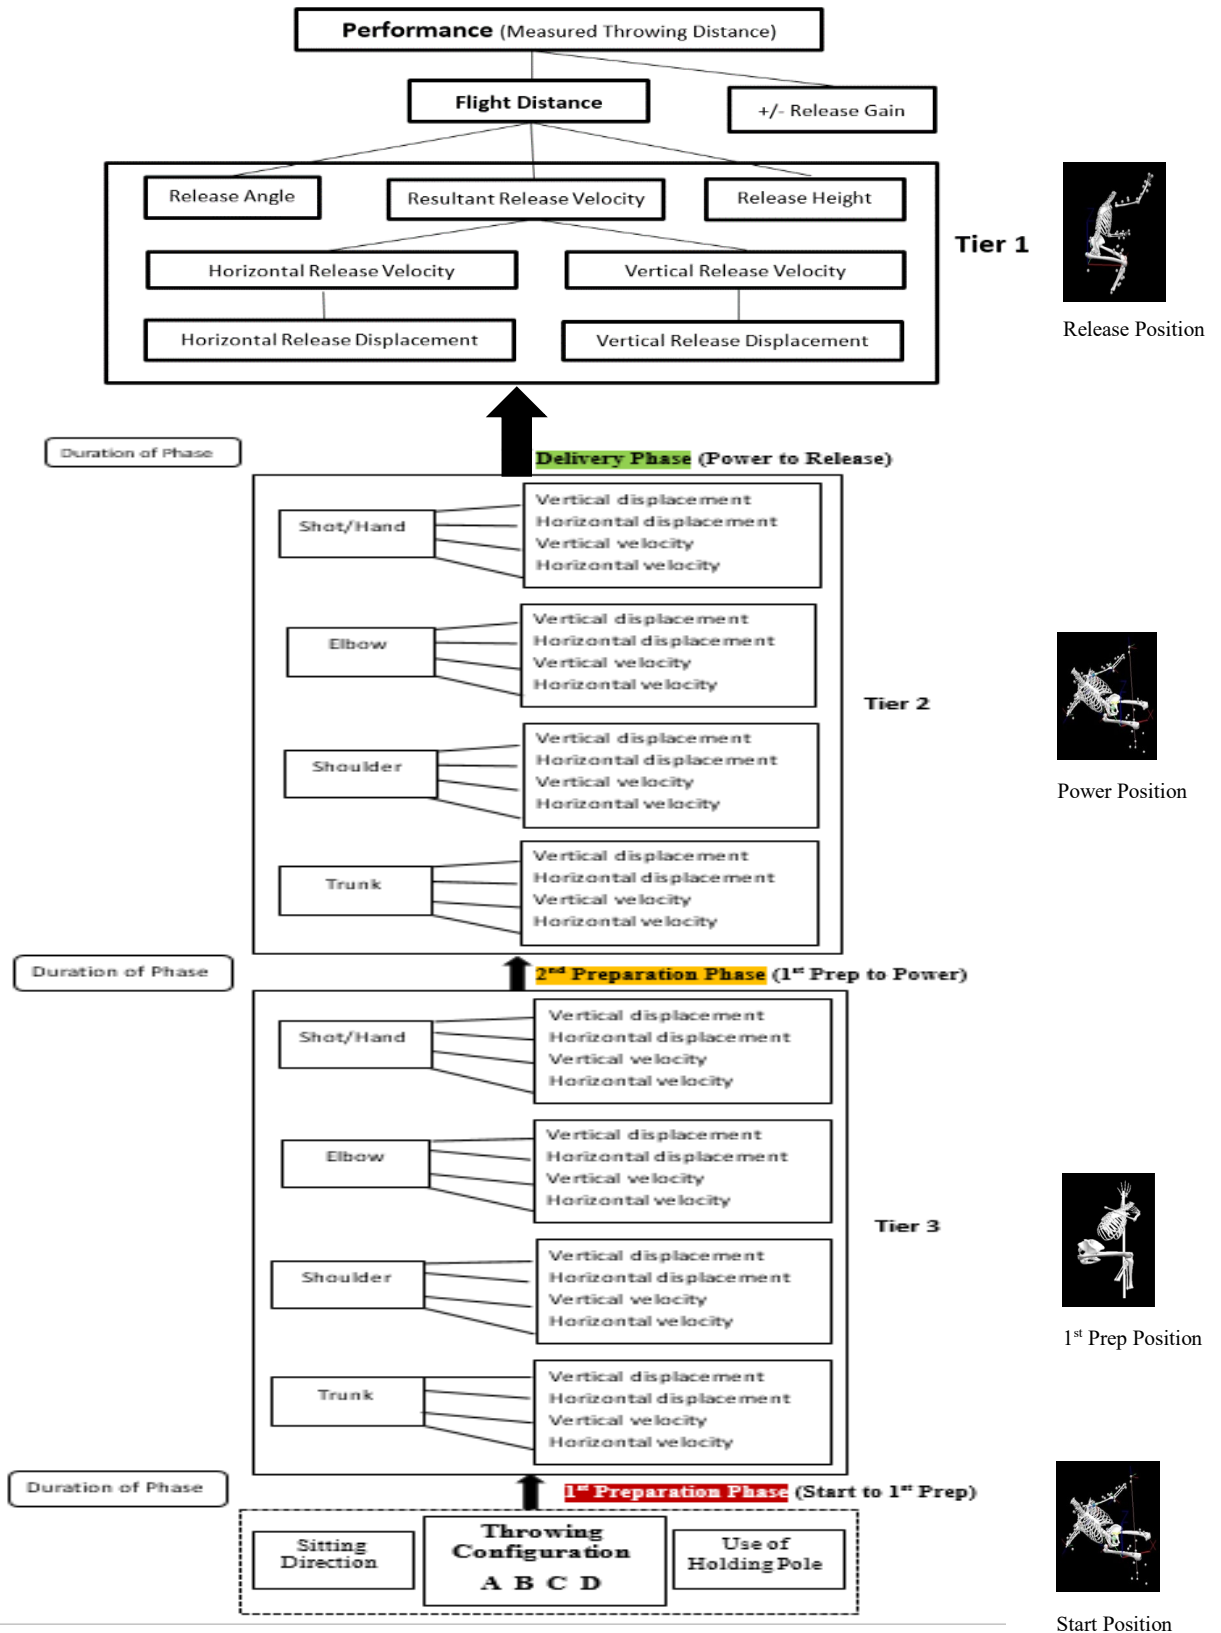 Performance (Measured Throwing Distance)
Flight Distance
+/- Release Gain
Release Angle
Resultant Release Velocity
Release Height
Horizontal Release Velocity
Vertical Release Velocity
Tier 1
Horizontal Release Displacement
Vertical Release Displacement
Release Position
Duration of Phase
Delivery Phase (Power to Release)
Shot/Hand
Vertical displacement
Horizontal displacement
Vertical velocity
Horizontal velocity
Elbow
Vertical displacement
Horizontal displacement
Vertical velocity
Horizontal velocity
Tier 2
Shoulder
Vertical displacement
Horizontal displacement
Vertical velocity
Horizontal velocity
Power Position
Trunk
Vertical displacement
Horizontal displacement
Vertical velocity
Horizontal velocity
Duration of Phase
2nd Preparation Phase (1st Prep to Power)
Shot/Hand
Vertical displacement
Horizontal displacement
Vertical velocity
Horizontal velocity
Elbow
Vertical displacement
Horizontal displacement
Vertical velocity
Horizontal velocity
Tier 3
Shoulder
Vertical displacement
Horizontal displacement
Vertical velocity
Horizontal velocity
1st Prep Position
Trunk
Vertical displacement
Horizontal displacement
Vertical velocity
Horizontal velocity
Duration of Phase
1st Preparation Phase (Start to 1st Prep)
Sitting
Direction
Throwing
Configuration
A B C D
Use of
Holding Pole
Start Position